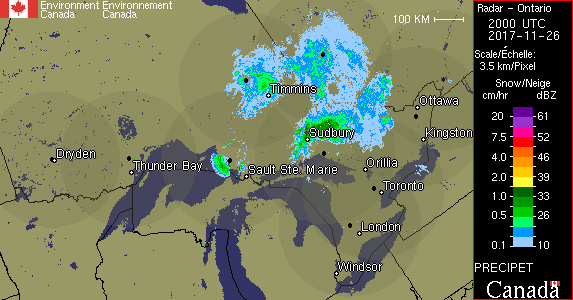 Environment Environnement
Canada Canada
100 KM
Timmins
Ottawa
Sudbury
Kingston
Dryden
Thunder Bay
Sault Ste. Marie
Orillia
Toronto
London
Windsor
Radar - Ontario
2000 UTC
2017-11-26
Scale/Échelle:
3.5 km/Pixel
Snow/Neige
cm/hr dBZ
20 61
7.5 52
4.0 46
2.0 39
1.0 33
0.5 26
0.1 10
PRECIPET
Canada